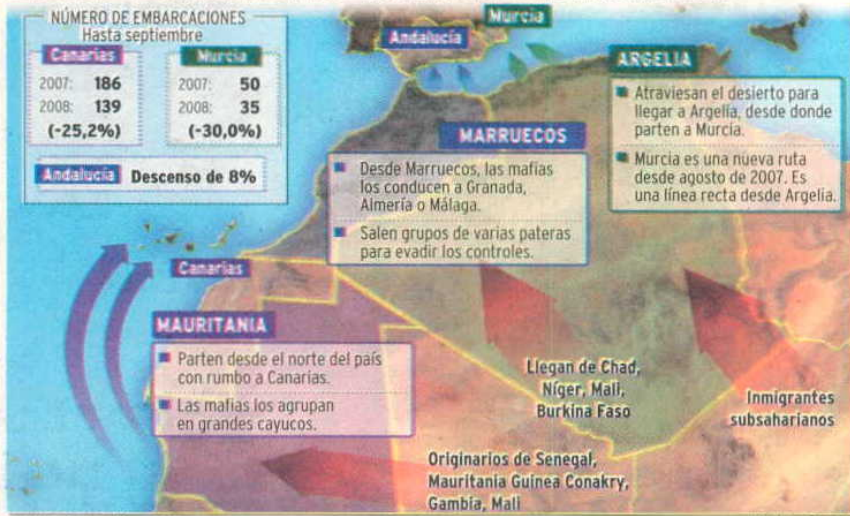 NÚMERO DE EMBARCACIONES
Hasta septiembre
Canarias
2007: 186
2008: 139
(-25,2%)
Murcia
2007: 50
2008: 35
(-30,0%)
Andalucía Descenso de 8%
Murcia
Andalucía
ARGELIA
Atraviesan el desierto para
llegar a Argelia, desde donde
parten a Murcia.
Murcia es una nueva ruta
desde agosto de 2007. Es
una línea recta desde Argelia.
MARRUECOS
Desde Marruecos, las mafias
los conducen a Granada,
Almería o Málaga.
Salen grupos de varias pateras
para evadir los controles.
Canarias
MAURITANIA
Parten desde el norte del país
con rumbo a Canarias.
Las mafias los agrupan
en grandes cayucos.
Llegan de Chad,
Níger, Mali,
Burkina Faso
Inmigrantes
subsaharianos
Originarios de Senegal,
Mauritania Guinea Conakry,
Gambia, Mali